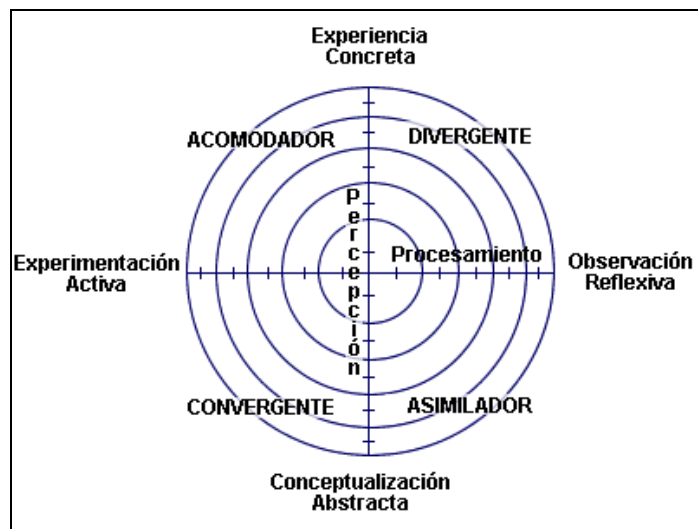 Experiencia
Concreta
ACOMODADOR
DIVERGENTE
Percepción
Procesamiento
Experimentación
Activa
Observación
Reflexiva
CONVERGENTE
ASIMILADOR
Conceptualización
Abstracta